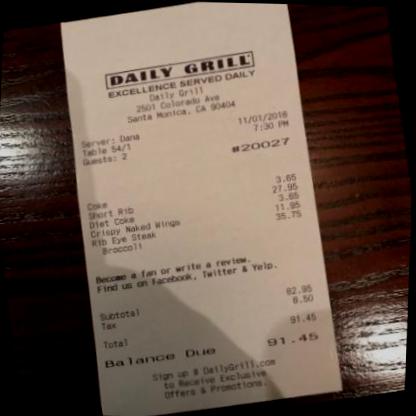 DAILY GRILL
EXCELLENCE SERVED DAILY
Daily Grill
2501 Colorado Ave
Santa Monica, CA 90404
11/01/2018
Server: Dana 7:30 PM
Table 54/1
Guests: 2 #20027
Coke 3.65
Short Rib 27.95
Diet Coke 3.65
Crispy Naked Wings 11.95
Rib Eye Steak 35.75
Broccoli
Become a fan or write a review.
Find us on Facebook, Twitter & Yelp.
Subtotal 82.95
Tax 8.50
Total 91.45
Balance Due 91.45
Sign up @ DailyGrill.com
to Receive Exclusive
Offers & Promotions.